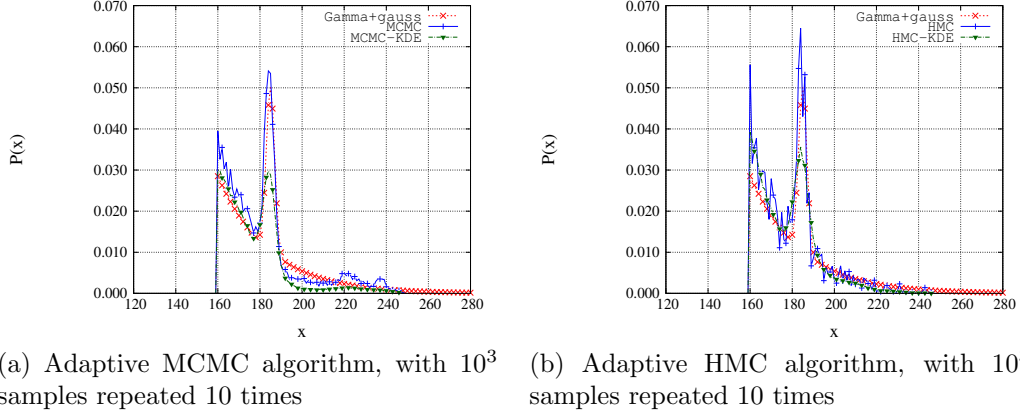 0.070
0.060
0.050
0.040
0.030
0.020
0.010
0.000
120 140 160 180 200 220 240 260 280
P(x)
x
Gamma+gauss
MCMC
MCMC-KDE
0.070
0.060
0.050
0.040
0.030
0.020
0.010
0.000
120 140 160 180 200 220 240 260 280
P(x)
x
Gamma+gauss
HMC
HMC-KDE
(a) Adaptive MCMC algorithm, with 10³
samples repeated 10 times
(b) Adaptive HMC algorithm, with 10
samples repeated 10 times